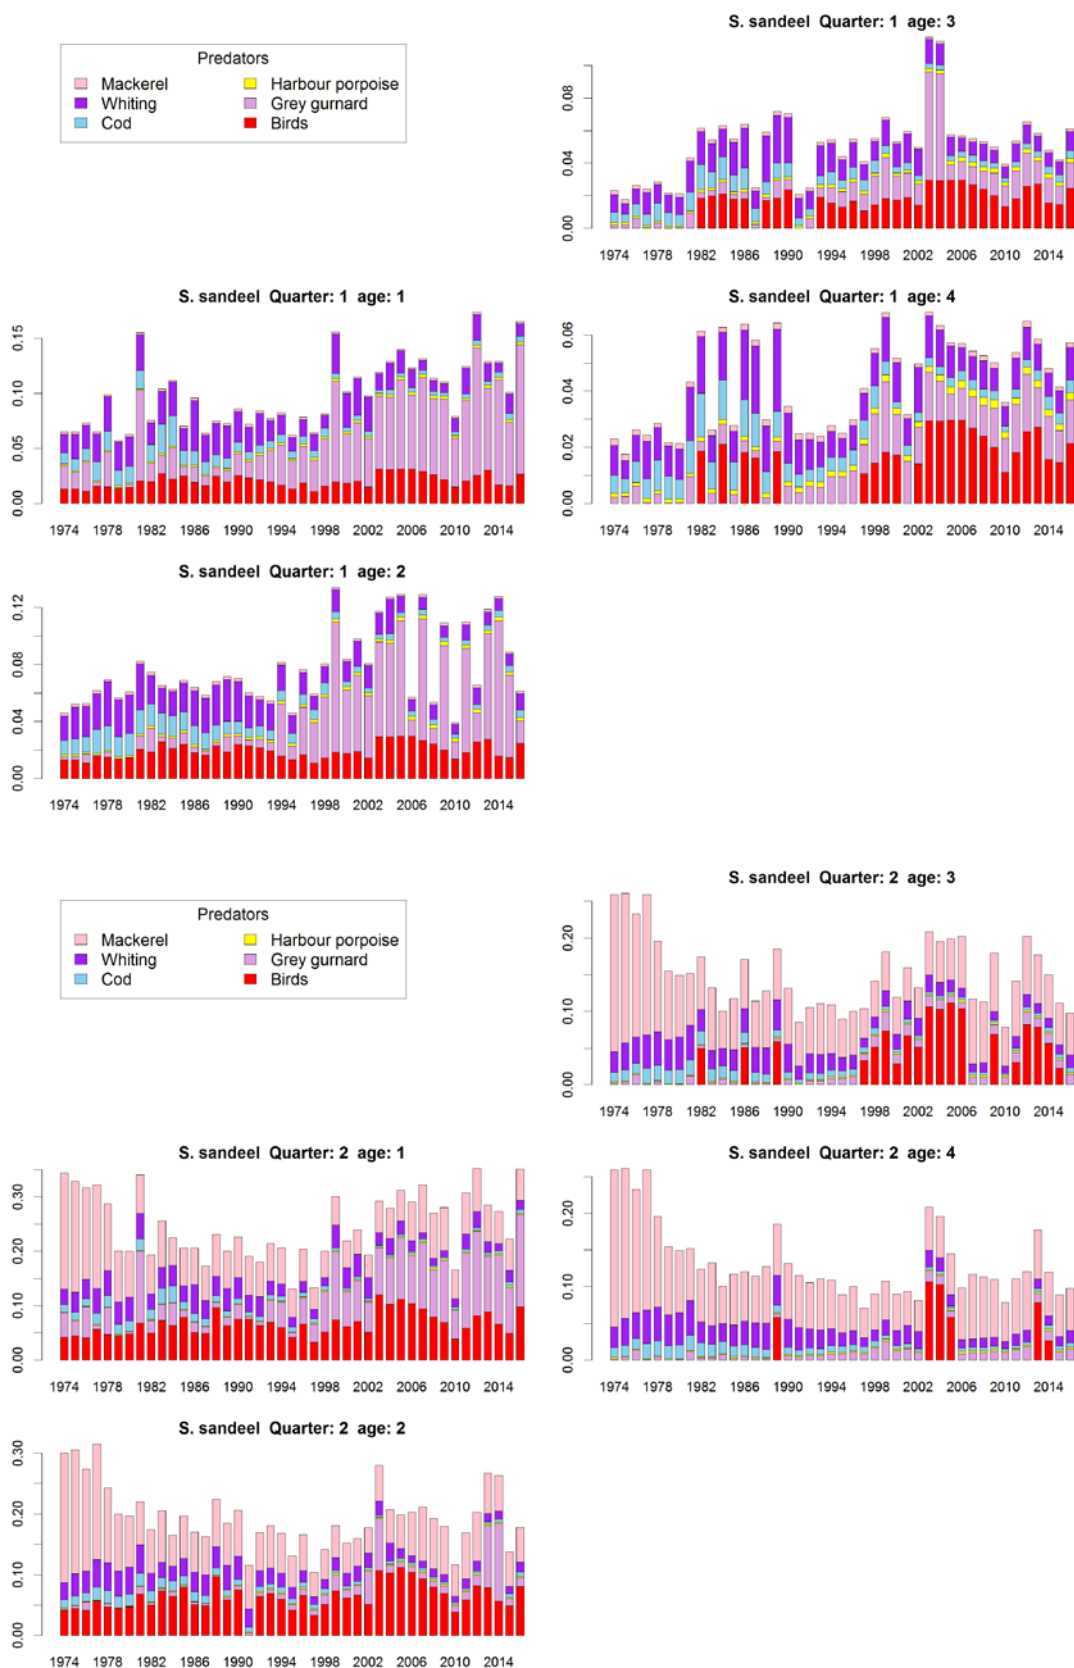 S. sandeel Quarter: 1 age: 3
Predators
Mackerel Harbour porpoise
Whiting Grey gurnard
Cod Birds
0.00 0.04 0.08
1974 1978 1982 1986 1990 1994 1998 2002 2006 2010 2014
S. sandeel Quarter: 1 age: 1
0.00 0.05 0.10 0.15
1974 1978 1982 1986 1990 1994 1998 2002 2006 2010 2014
S. sandeel Quarter: 1 age: 4
0.00 0.02 0.04 0.06
1974 1978 1982 1986 1990 1994 1998 2002 2006 2010 2014
S. sandeel Quarter: 1 age: 2
0.00 0.04 0.08 0.12
1974 1978 1982 1986 1990 1994 1998 2002 2006 2010 2014
S. sandeel Quarter: 2 age: 3
Predators
Mackerel Harbour porpoise
Whiting Grey gurnard
Cod Birds
0.00 0.10 0.20
1974 1978 1982 1986 1990 1994 1998 2002 2006 2010 2014
S. sandeel Quarter: 2 age: 1
0.00 0.10 0.20 0.30
1974 1978 1982 1986 1990 1994 1998 2002 2006 2010 2014
S. sandeel Quarter: 2 age: 4
0.00 0.10 0.20
1974 1978 1982 1986 1990 1994 1998 2002 2006 2010 2014
S. sandeel Quarter: 2 age: 2
0.00 0.10 0.20 0.30
1974 1978 1982 1986 1990 1994 1998 2002 2006 2010 2014